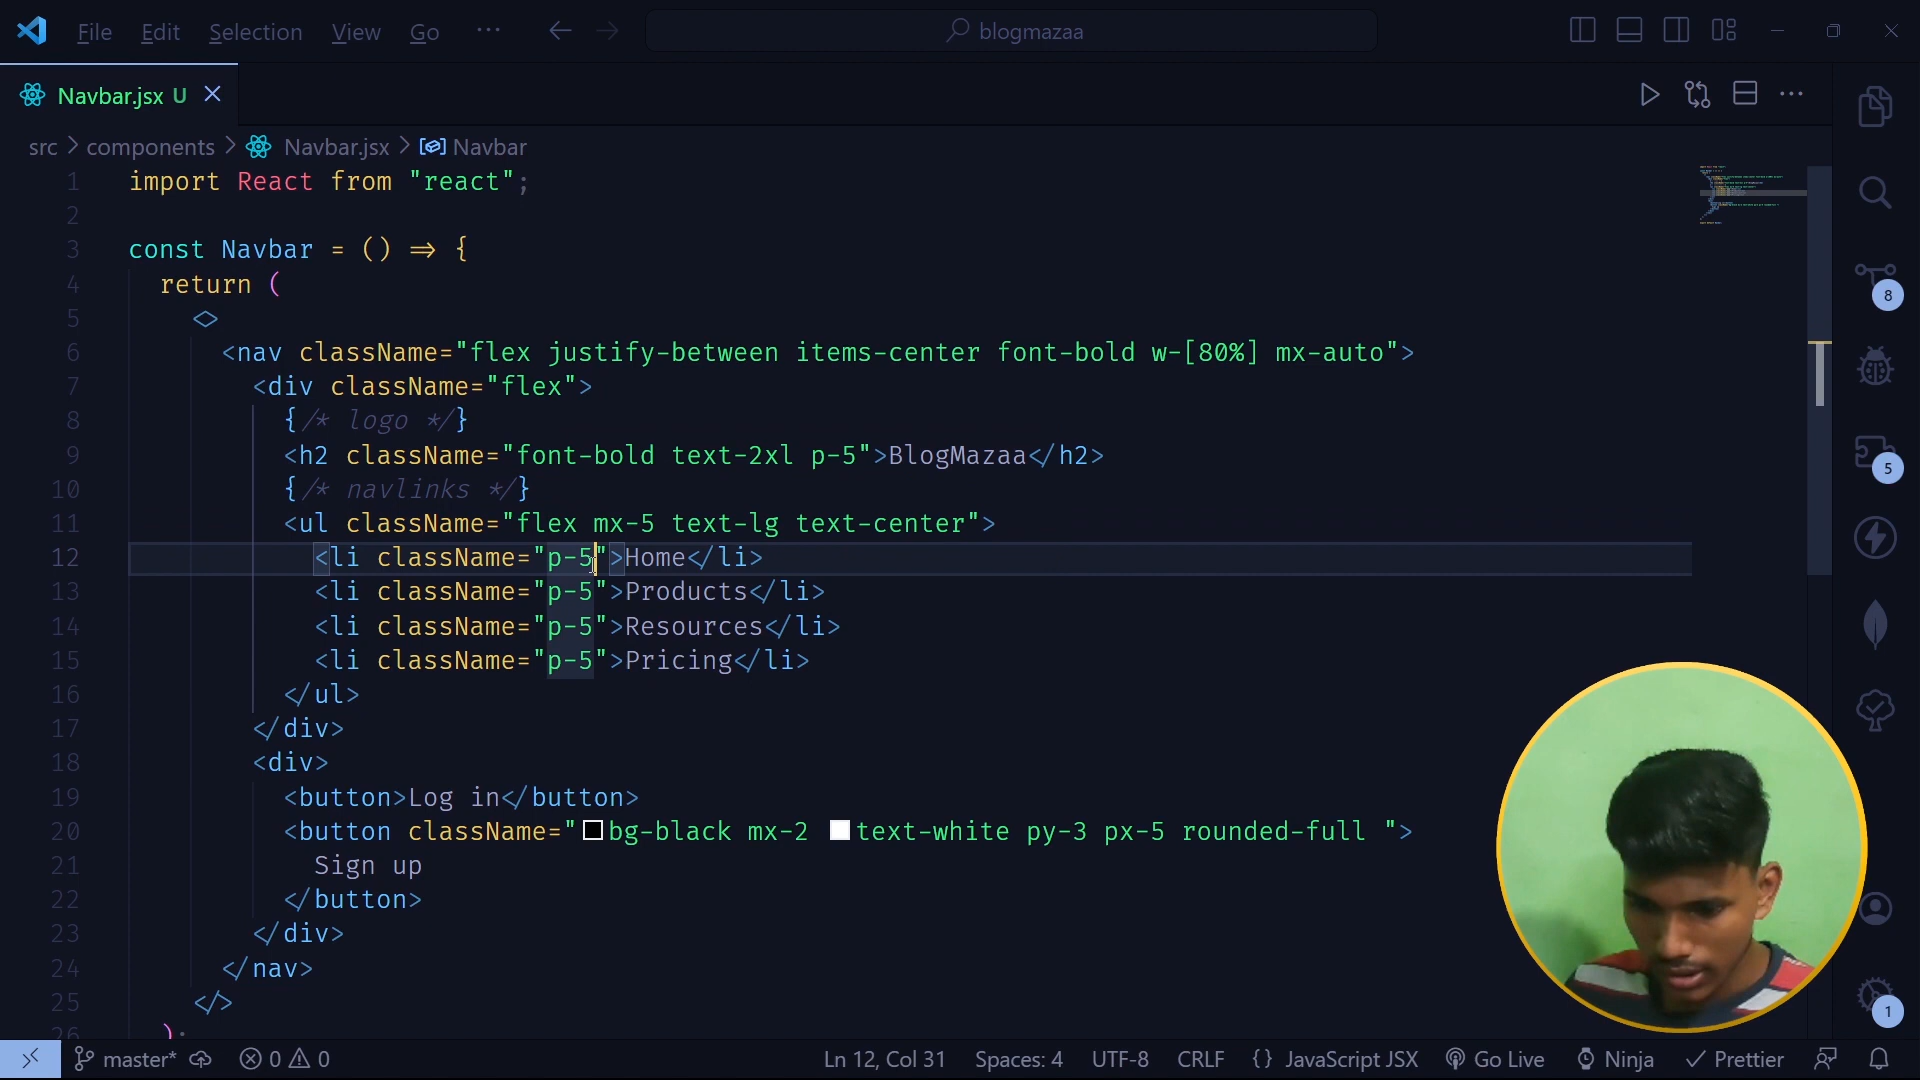 File Edit Selection View Go ··· blogmazaa
Navbar.jsx U
src > components > Navbar.jsx > Navbar
1 import React from "react";
2
3 const Navbar = () => {
4 return (
5 <>
6 <nav className="flex justify-between items-center font-bold w-[80%] mx-auto">
7 <div className="flex">
8 {/* logo */}
9 <h2 className="font-bold text-2xl p-5">BlogMazaa</h2>
10 {/* navlinks */}
11 <ul className="flex mx-5 text-lg text-center">
12 <li className="p-5">Home</li>
13 <li className="p-5">Products</li>
14 <li className="p-5">Resources</li>
15 <li className="p-5">Pricing</li>
16 </ul>
17 </div>
18 <div>
19 <button>Log in</button>
20 <button className="bg-black mx-2 text-white py-3 px-5 rounded-full ">
21 Sign up
22 </button>
23 </div>
24 </nav>
25 </>
26 );
8
5
1
master* 0 0 Ln 12, Col 31 Spaces: 4 UTF-8 CRLF {} JavaScript JSX Go Live Ninja Prettier